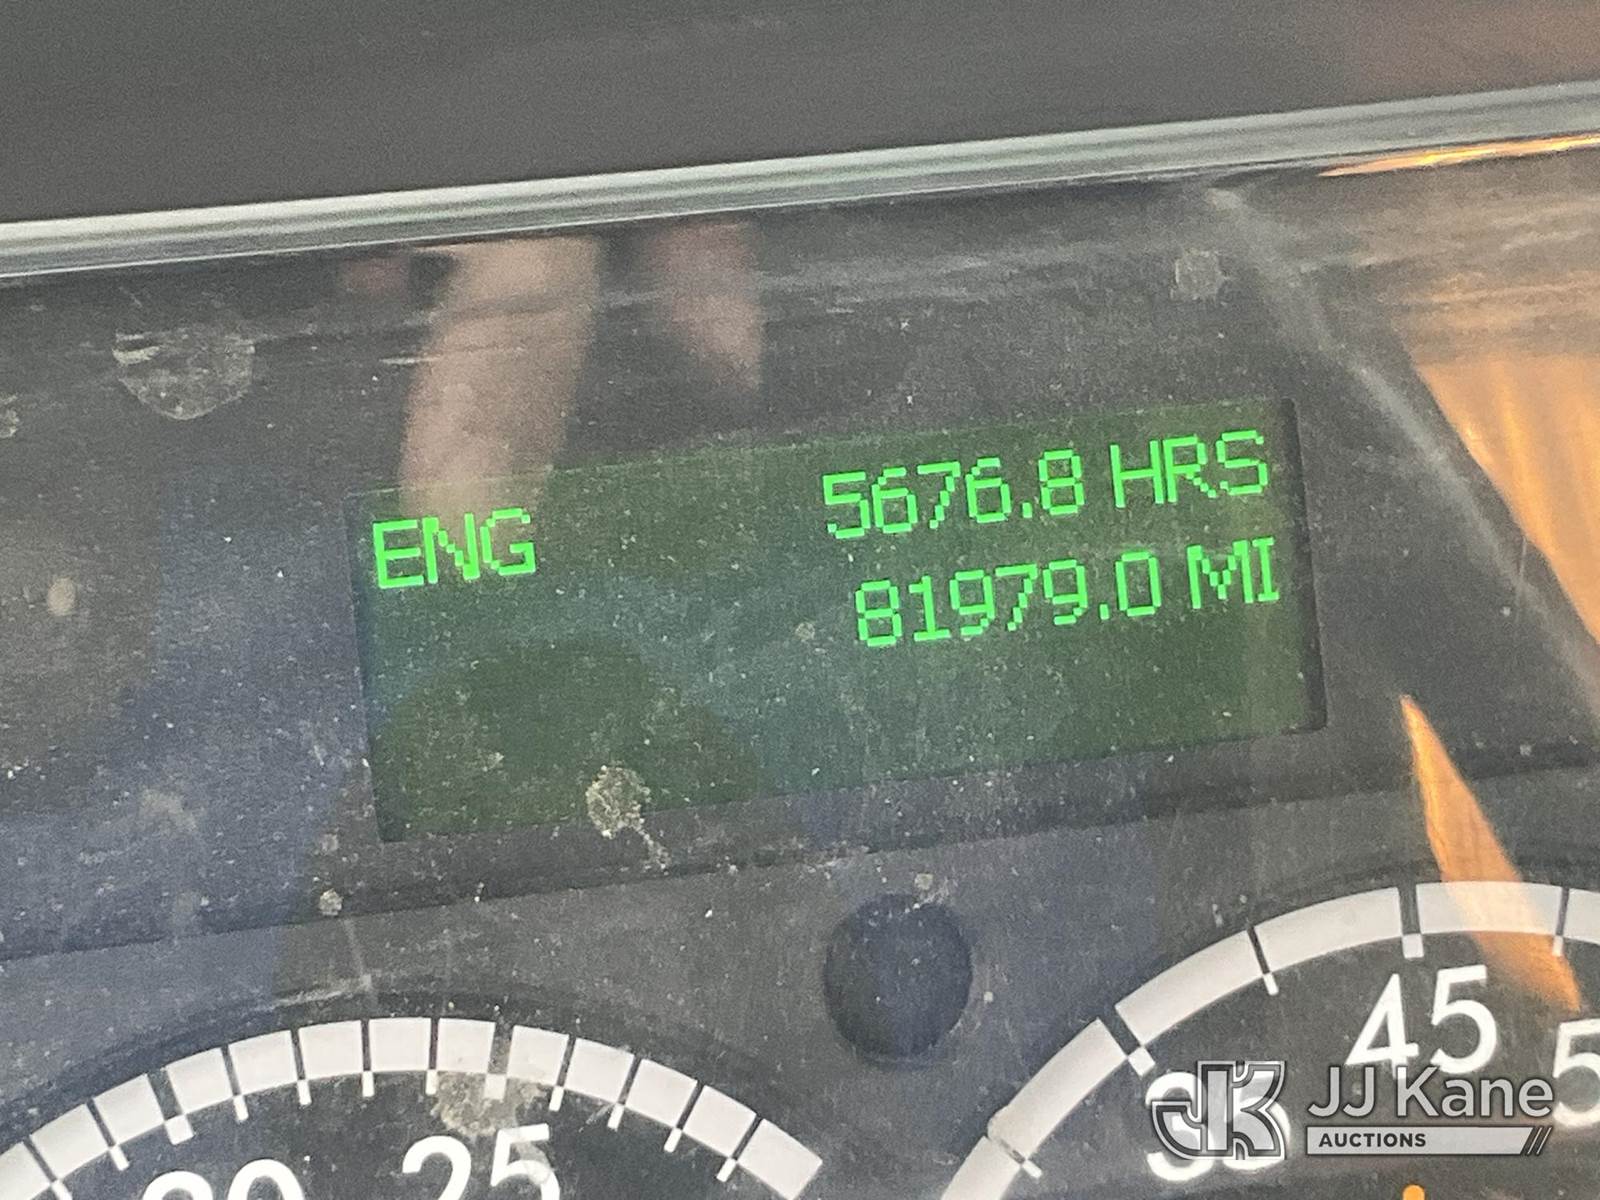 5676.8 HRS
ENG
81979.0 MI
45
25
JJ Kane
AUCTIONS